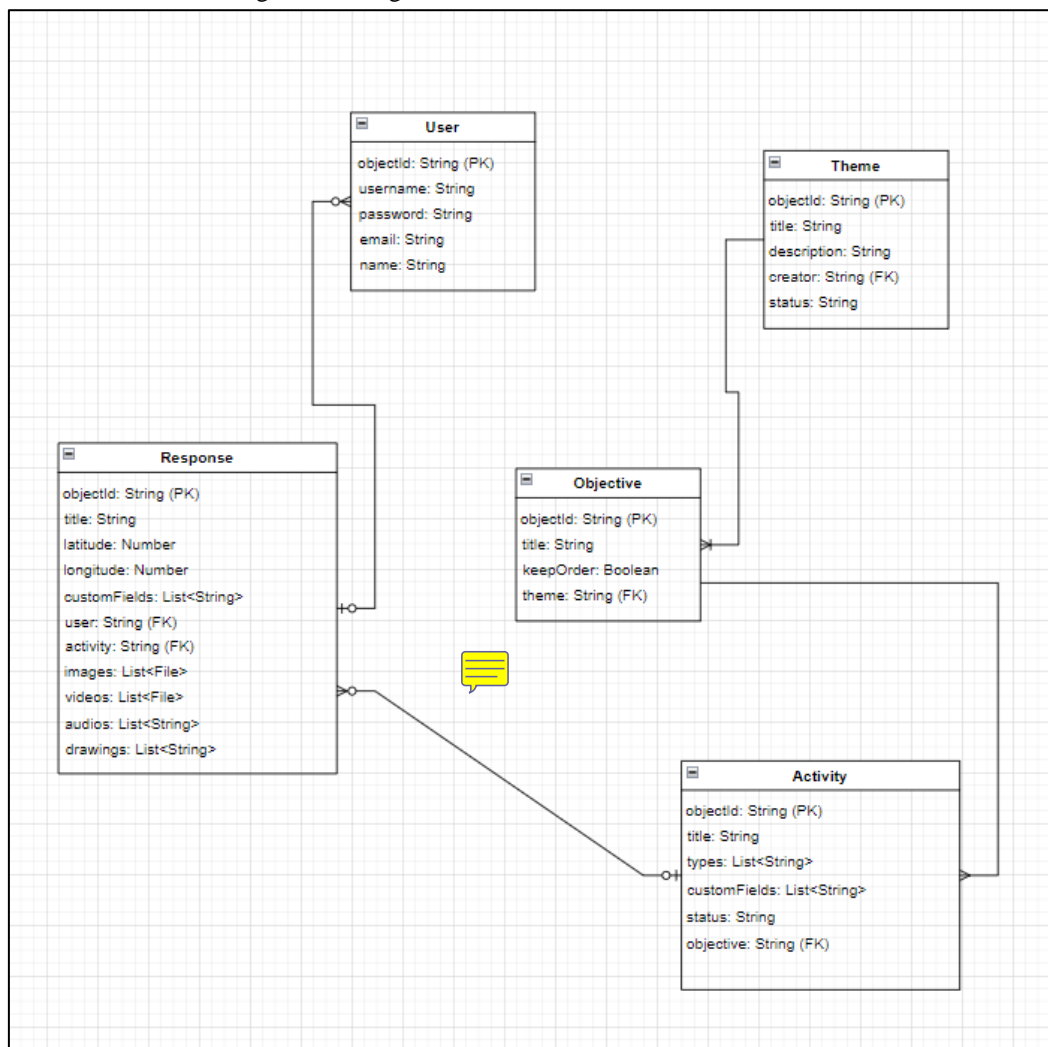 User
objectId: String (PK)
username: String
password: String
email: String
name: String
Theme
objectId: String (PK)
title: String
description: String
creator: String (FK)
status: String
Response
objectId: String (PK)
title: String
latitude: Number
longitude: Number
customFields: List<String>
user: String (FK)
activity: String (FK)
images: List<File>
videos: List<File>
audios: List<String>
drawings: List<String>
Objective
objectId: String (PK)
title: String
keepOrder: Boolean
theme: String (FK)
Activity
objectId: String (PK)
title: String
types: List<String>
customFields: List<String>
status: String
objective: String (FK)